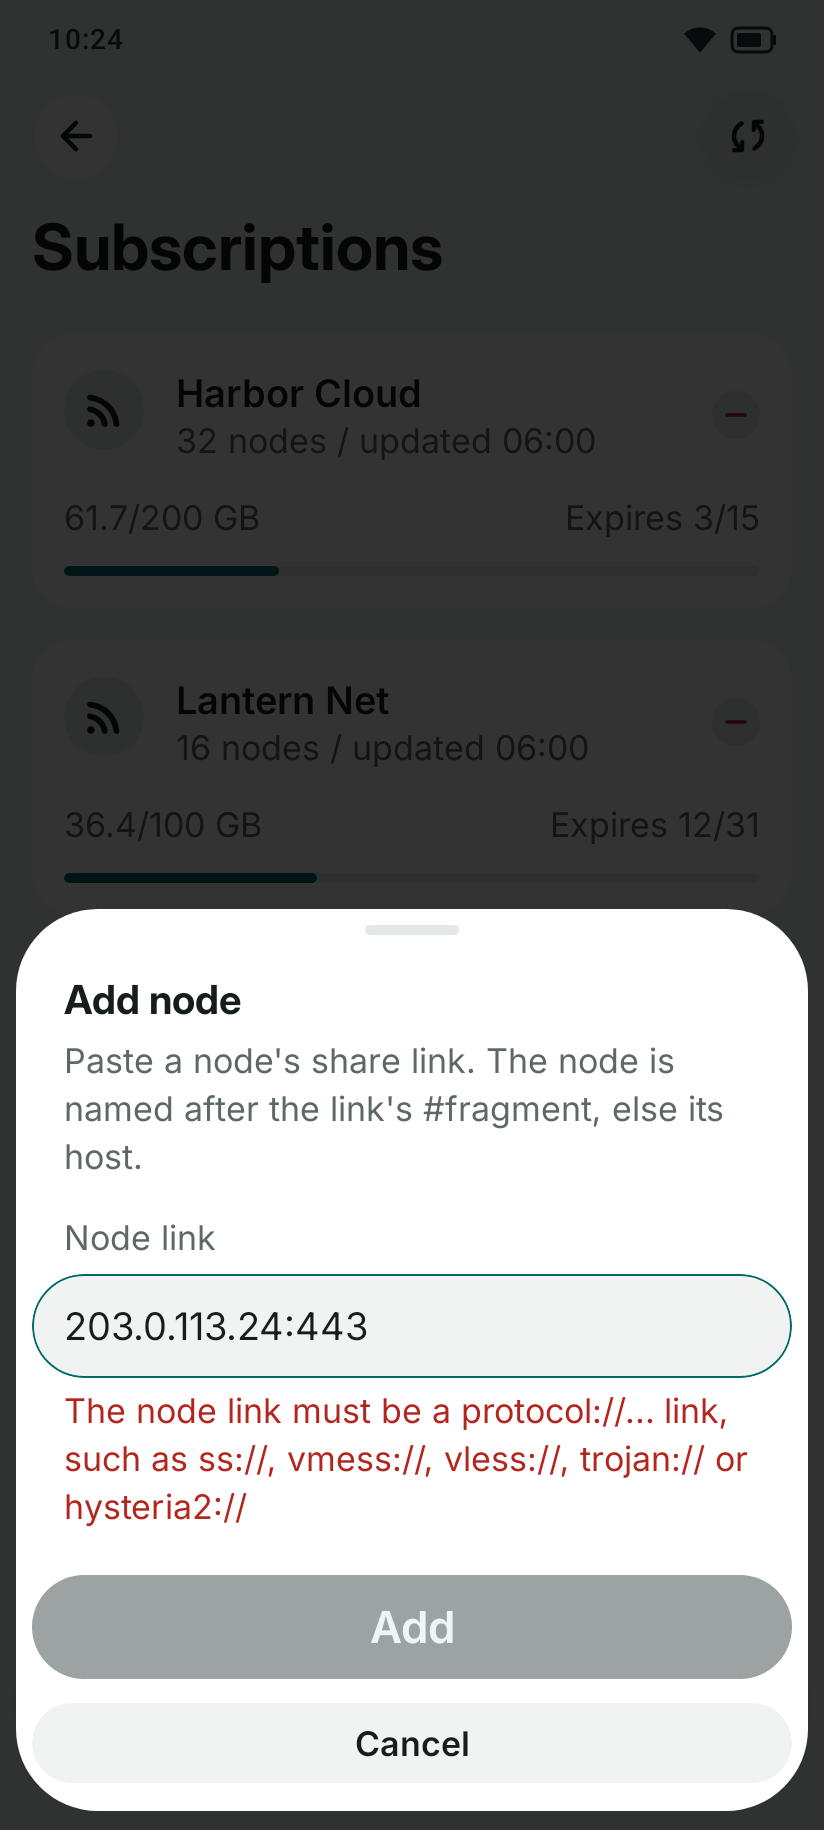 10:24
Subscriptions
Harbor Cloud
32 nodes / updated 06:00
61.7/200 GB
Expires 3/15
Lantern Net
16 nodes / updated 06:00
36.4/100 GB
Expires 12/31
Add node
Paste a node's share link. The node is
named after the link's #fragment, else its
host.
Node link
203.0.113.24:443
The node link must be a protocol://... link,
such as ss://, vmess://, vless://, trojan:// or
hysteria2://
Add
Cancel